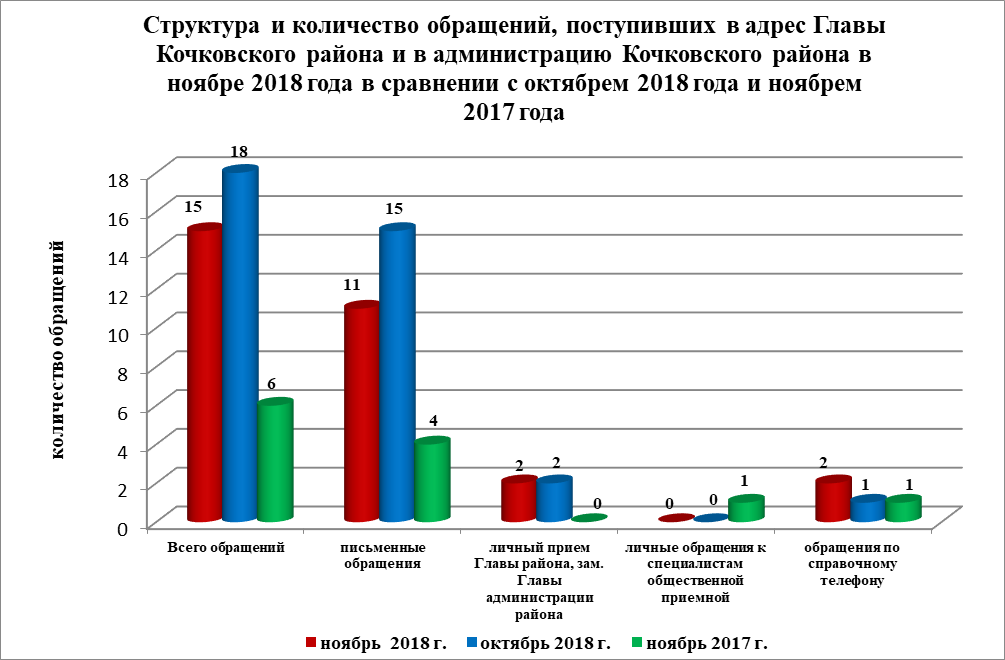 Структура и количество обращений, поступивших в адрес Главы
Кочковского района и в администрацию Кочковского района в
ноябре 2018 года в сравнении с октябрем 2018 года и ноябрем
2017 года
количество обращений
18
16
14
12
10
8
6
4
2
0
15
18
6
11
15
4
2
2
0
0
0
1
2
1
1
Всего обращений
письменные
обращения
личный прием
Главы района, зам.
Главы
администрации
района
личные обращения к
специалистам
общественной
приемной
обращения по
справочному
телефону
ноябрь 2018 г.
октябрь 2018 г.
ноябрь 2017 г.